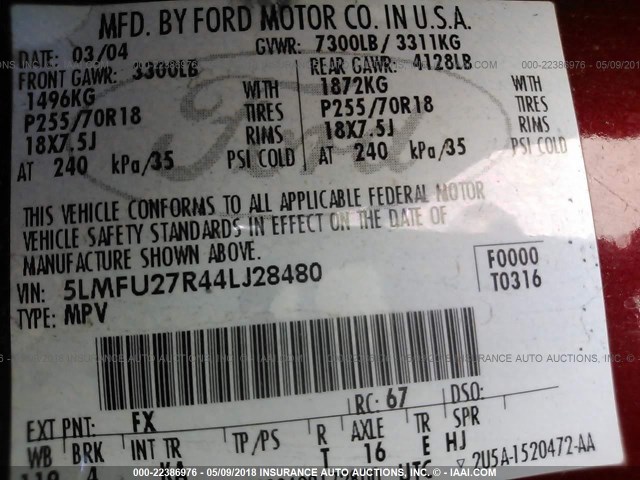 MFD. BY FORD MOTOR CO. IN U.S.A.
DATE: 03/04 GVWR: 7300LB/ 3311KG
FRONT GAWR: 3300LB REAR GAWR: 4128LB
1496KG WITH 1872KG WITH
P255/70R18 TIRES P255/70R18 TIRES
18X7.5J RIMS 18X7.5J RIMS
AT 240 kPa/35 PSI COLD AT 240 kPa/35 PSI COLD
Ford
THIS VEHICLE CONFORMS TO ALL APPLICABLE FEDERAL MOTOR
VEHICLE SAFETY STANDARDS IN EFFECT ON THE DATE OF
MANUFACTURE SHOWN ABOVE.
VIN: 5LMFU27R44LJ28480 F0000
TYPE: MPV T0316
EXT PNT: FX RC: 67 DSO:
WB BRK INT TR TP/PS R AXLE TR SPR
4 T 16 E HJ 2U5A-1520472-AA
000-22386976 - 05/09/2018 INSURANCE AUTO AUCTIONS, INC. - © IAAI.COM